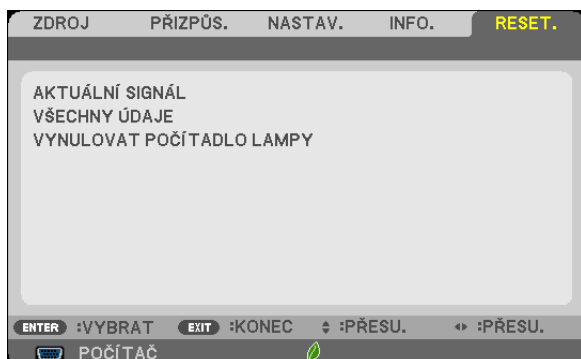 ZDROJ PŘIZPŮS. NASTAV. INFO. RESET.
AKTUÁLNÍ SIGNÁL
VŠECHNY ÚDAJE
VYNULOVAT POČÍTADLO LAMPY
ENTER :VYBRAT EXIT :KONEC :PŘESU. :PŘESU.
POČÍTAČ